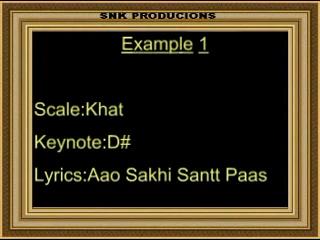 SNK PRODUCIONS
Example 1
Scale:Khat
Keynote:D#
Lyrics:Aao Sakhi Santt Paas